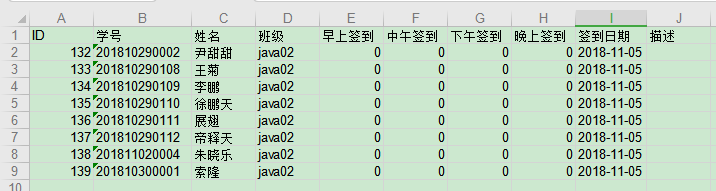 A B C D E F G H I J
1 ID 学号 姓名 班级 早上签到 中午签到 下午签到 晚上签到 签到日期 描述
2 132 201810290002 尹甜甜 java02 0 0 0 0 2018-11-05
3 133 201810290108 王菊 java02 0 0 0 0 2018-11-05
4 134 201810290109 李鹏 java02 0 0 0 0 2018-11-05
5 135 201810290110 徐鹏天 java02 0 0 0 0 2018-11-05
6 136 201810290111 展翅 java02 0 0 0 0 2018-11-05
7 137 201810290112 帝释天 java02 0 0 0 0 2018-11-05
8 138 201811020004 朱晓乐 java02 0 0 0 0 2018-11-05
9 139 201810300001 索隆 java02 0 0 0 0 2018-11-05
10